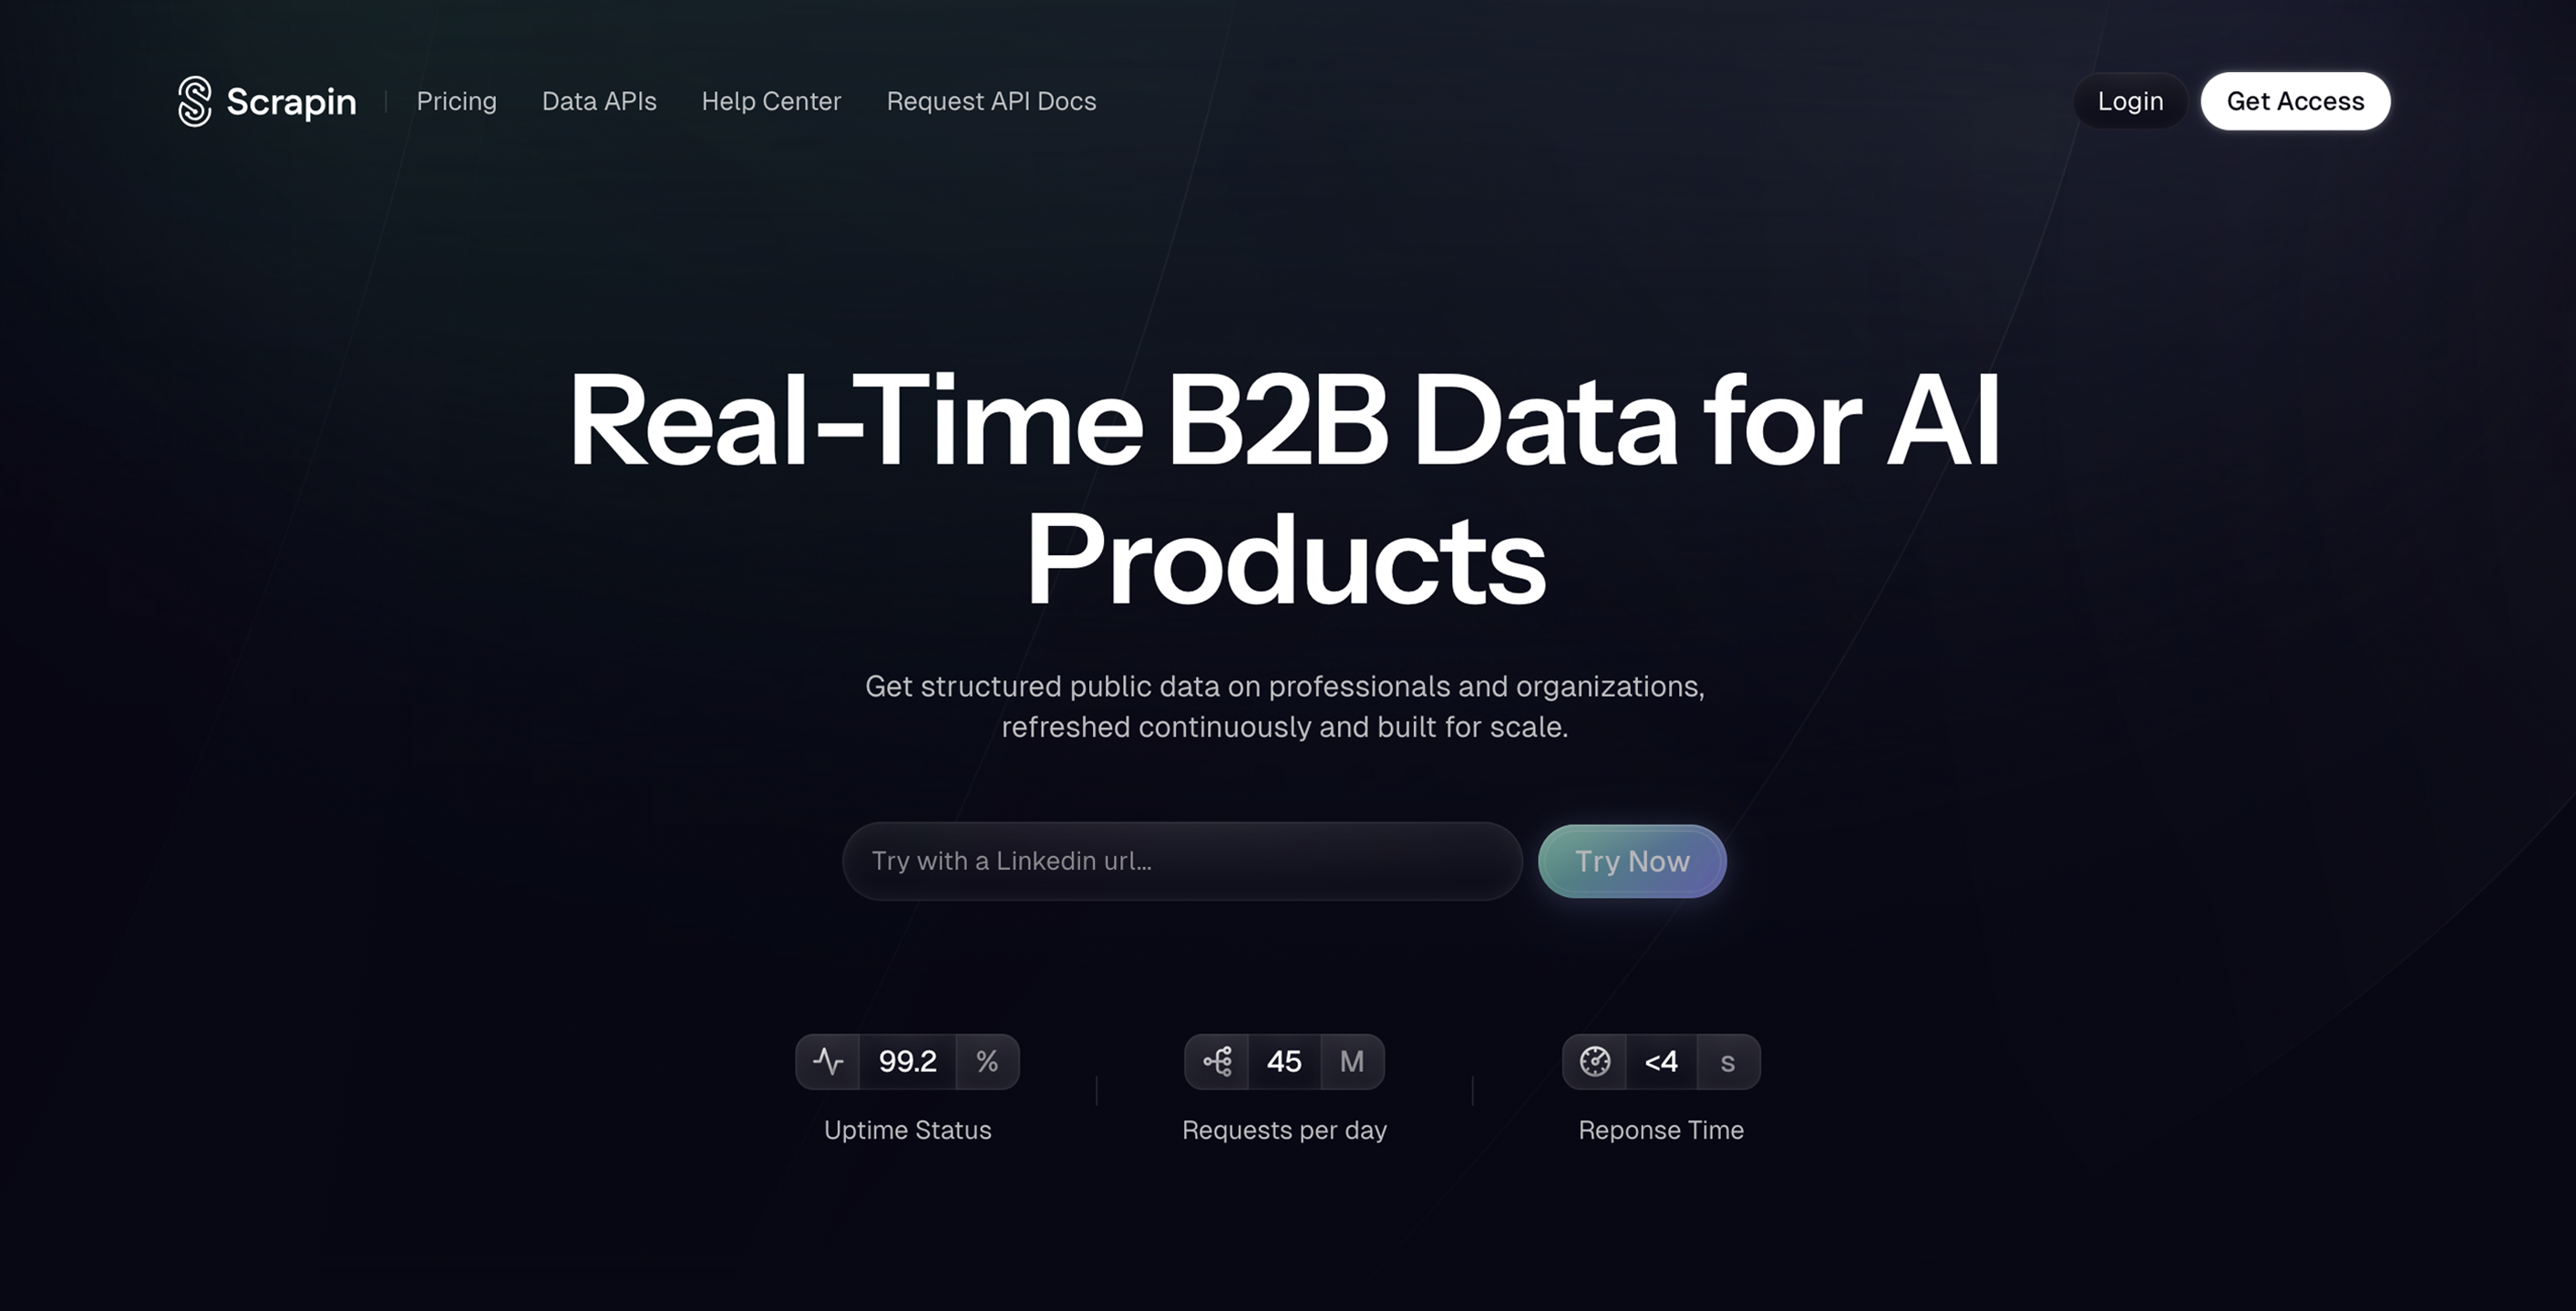 Scrapin
Pricing
Data APIs
Help Center
Request API Docs
Login
Get Access
Real-Time B2B Data for AI
Products
Get structured public data on professionals and organizations,
refreshed continuously and built for scale.
Try with a Linkedin url...
Try Now
99.2 %
Uptime Status
45 M
Requests per day
<4 s
Reponse Time